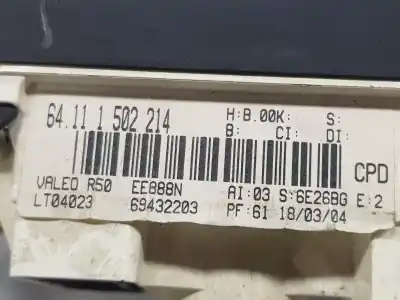 64.11 1 502 214 H:B.00K: S:
B: CI: DI:
CPD
VALEO R50 EE888N AI:03 S:6E26BG E:2
LT04023 69432203 PF:61 18/03/04